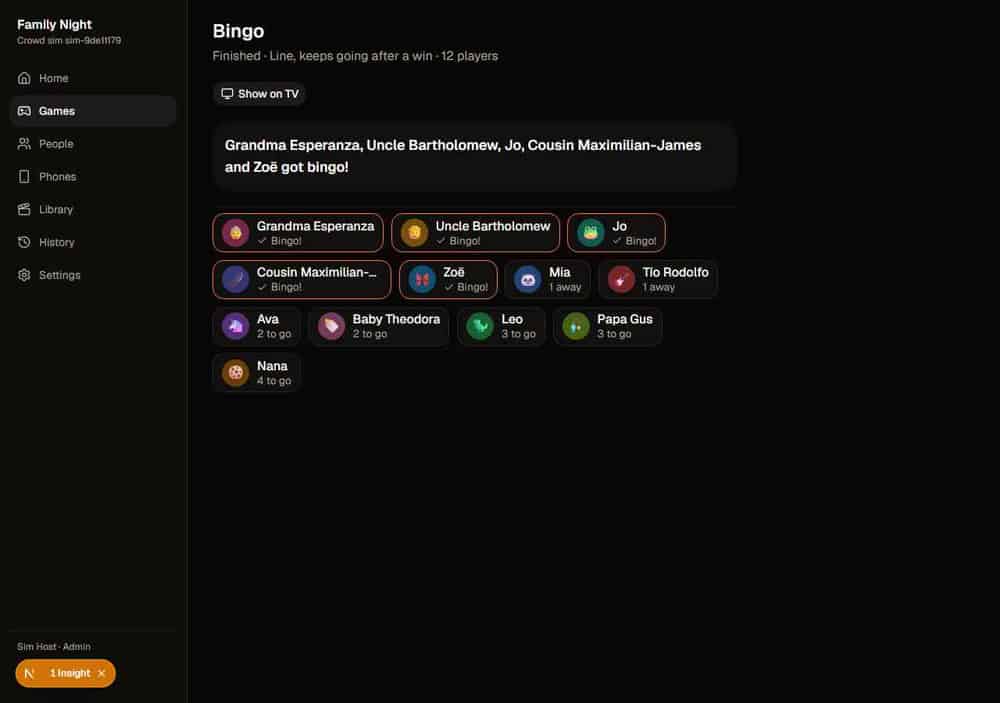 Family Night
Crowd sim sim-9de11179
Home
Games
People
Phones
Library
History
Settings
Sim Host · Admin
1 Insight
Bingo
Finished · Line, keeps going after a win · 12 players
Show on TV
Grandma Esperanza, Uncle Bartholomew, Jo, Cousin Maximilian-James
and Zoë got bingo!
Grandma Esperanza
Bingo!
Uncle Bartholomew
Bingo!
Jo
Bingo!
Cousin Maximilian-...
Bingo!
Zoë
Bingo!
Mia
1 away
Tío Rodolfo
1 away
Ava
2 to go
Baby Theodora
2 to go
Leo
3 to go
Papa Gus
3 to go
Nana
4 to go